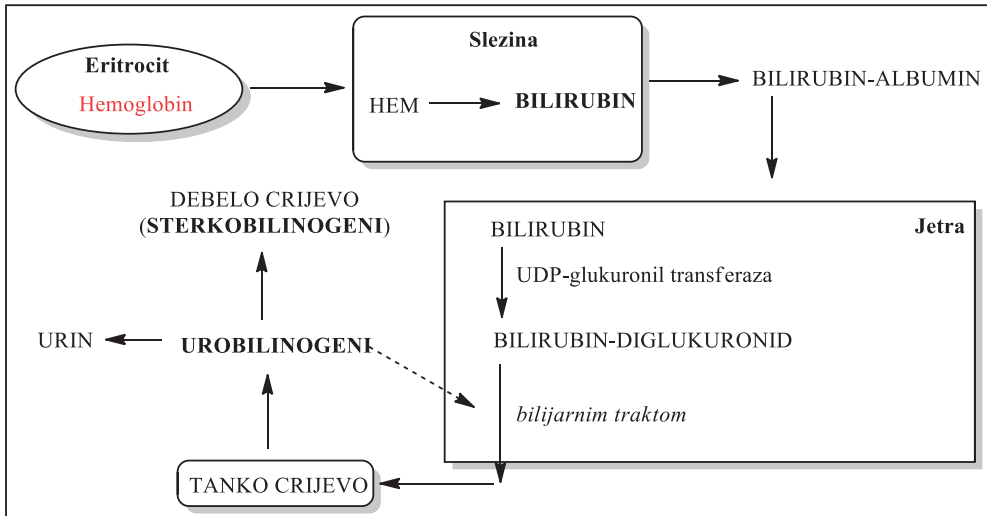 Eritrocit
Hemoglobin
Slezina
HEM
BILIRUBIN
BILIRUBIN-ALBUMIN
Jetra
BILIRUBIN
UDP-glukuronil transferaza
BILIRUBIN-DIGLUKURONID
bilijarnim traktom
TANKO CRIJEVO
UROBILINOGENI
URIN
DEBELO CRIJEVO
(STERKOBILINOGENI)